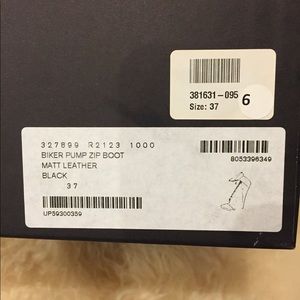 381631-095
Size: 37
6
327899 R2123 1000
BIKER PUMP ZIP BOOT
MATT LEATHER
BLACK
37
8053396349
UP59300359